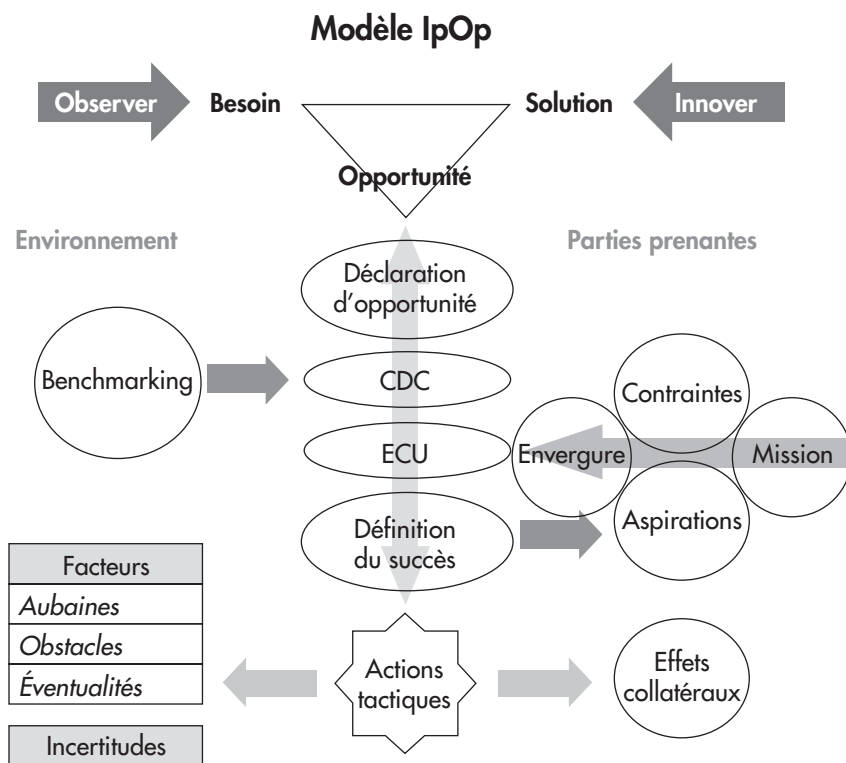 Modèle IpOp
Observer
Besoin
Solution
Innover
Opportunité
Environnement
Parties prenantes
Déclaration
d'opportunité
Benchmarking
CDC
Contraintes
ECU
Envergure
Mission
Définition
du succès
Aspirations
Facteurs
Aubaines
Obstacles
Éventualités
Incertitudes
Actions
tactiques
Effets
collatéraux